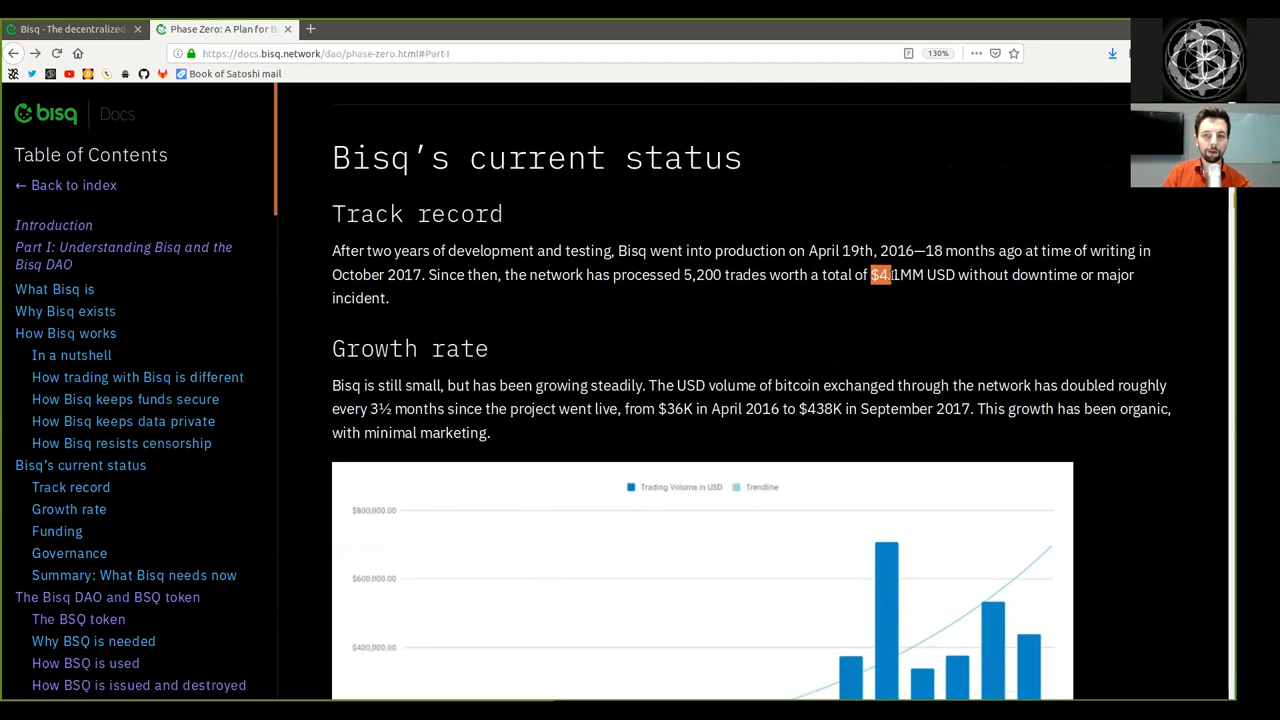 Bisq - The decentralized
Phase Zero: A Plan for B
https://docs.bisq.network/dao/phase-zero.html#Part-I
130%
Book of Satoshi mail
bisq
Docs
Table of Contents
← Back to index
Introduction
Part I: Understanding Bisq and the
Bisq DAO
What Bisq is
Why Bisq exists
How Bisq works
In a nutshell
How trading with Bisq is different
How Bisq keeps funds secure
How Bisq keeps data private
How Bisq resists censorship
Bisq's current status
Track record
Growth rate
Funding
Governance
Summary: What Bisq needs now
The Bisq DAO and BSQ token
The BSQ token
Why BSQ is needed
How BSQ is used
How BSQ is issued and destroyed
Bisq’s current status
Track record
After two years of development and testing, Bisq went into production on April 19th, 2016—18 months ago at time of writing in
October 2017. Since then, the network has processed 5,200 trades worth a total of $4.1MM USD without downtime or major
incident.
Growth rate
Bisq is still small, but has been growing steadily. The USD volume of bitcoin exchanged through the network has doubled roughly
every 3½ months since the project went live, from $36K in April 2016 to $438K in September 2017. This growth has been organic,
with minimal marketing.
Trading Volume in USD
Trendline
$800,000.00
$600,000.00
$400,000.00